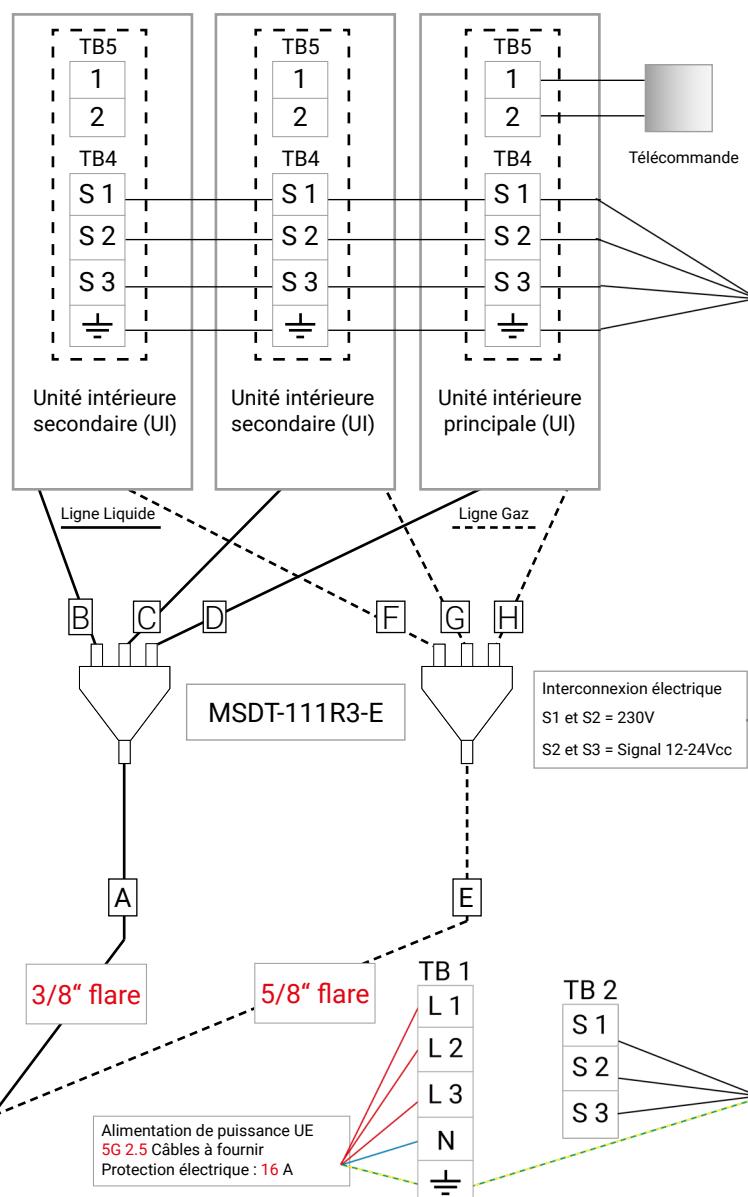 TB5
1
2
TB4
S 1
S 2
S 3
Unité intérieure
secondaire (UI)
TB5
1
2
TB4
S 1
S 2
S 3
Unité intérieure
secondaire (UI)
TB5
1
2
TB4
S 1
S 2
S 3
Unité intérieure
principale (UI)
Télécommande
Ligne Liquide
Ligne Gaz
B
C
D
F
G
H
MSDT-111R3-E
Interconnexion électrique
S1 et S2 = 230V
S2 et S3 = Signal 12-24Vcc
A
E
3/8“ flare
5/8“ flare
TB 1
L 1
L 2
L 3
N
TB 2
S 1
S 2
S 3
Alimentation de puissance UE
5G 2.5 Câbles à fournir
Protection électrique : 16 A